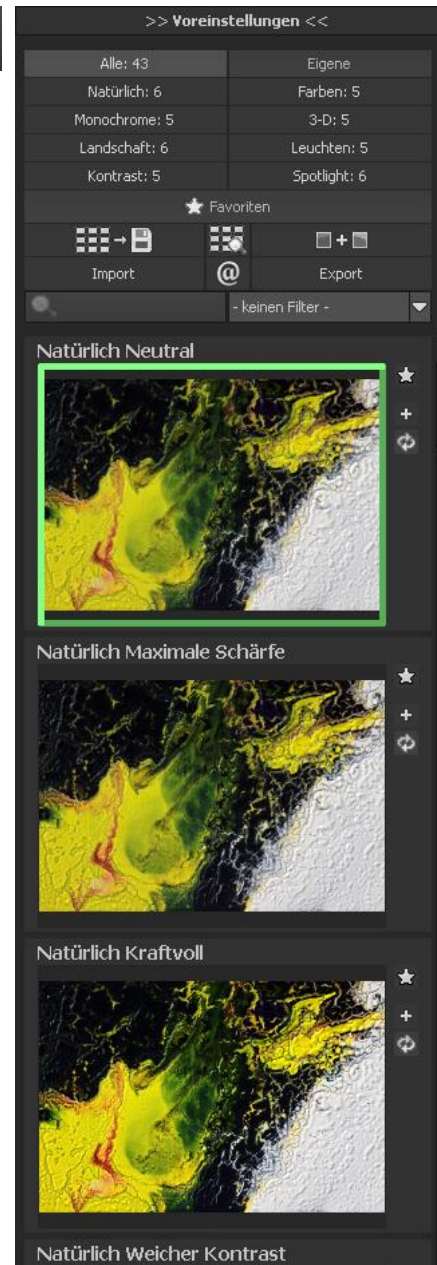 >> Voreinstellungen <<
Alle: 43 Eigene
Natürlich: 6 Farben: 5
Monochrome: 5 3-D: 5
Landschaft: 6 Leuchten: 5
Kontrast: 5 Spotlight: 6
Favoriten
Import @ Export
- keinen Filter -
Natürlich Neutral
Natürlich Maximale Schärfe
Natürlich Kraftvoll
Natürlich Weicher Kontrast